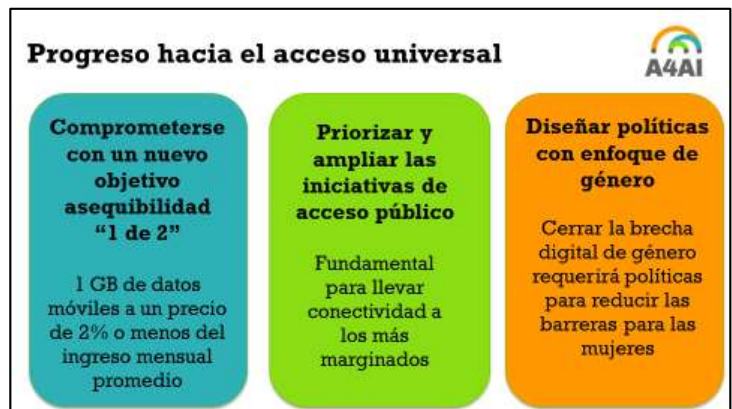 Progreso hacia el acceso universal
A4AI
Comprometerse
con un nuevo
objetivo
asequibilidad
“1 de 2”
1 GB de datos
móviles a un precio
de 2% o menos del
ingreso mensual
promedio
Priorizar y
ampliar las
iniciativas de
acceso público
Fundamental
para llevar
conectividad a
los más
marginados
Diseñar políticas
con enfoque de
género
Cerrar la brecha
digital de género
requerirá políticas
para reducir las
barreras para las
mujeres